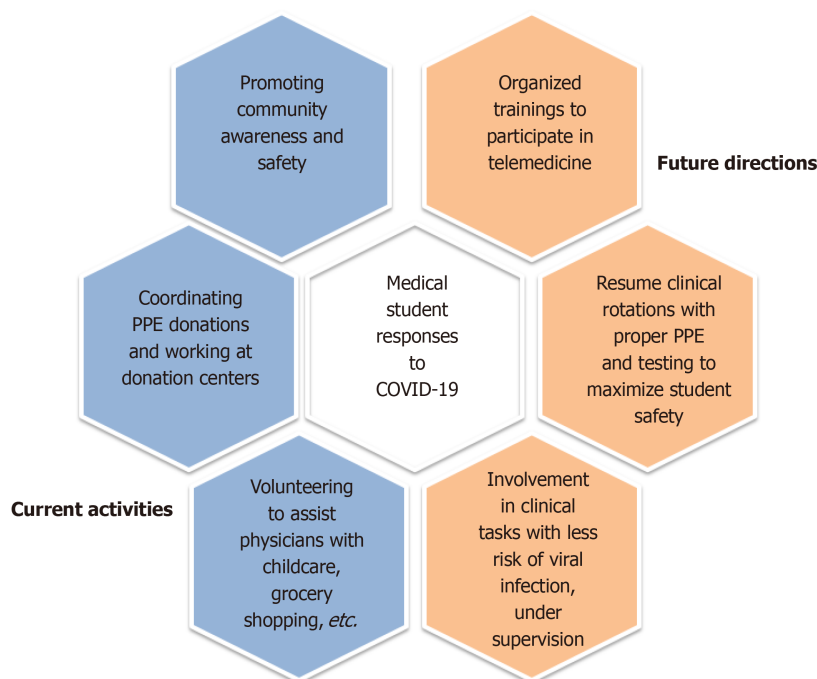 Promoting
community
awareness and
safety
Organized
trainings to
participate in
telemedicine
Future directions
Coordinating
PPE donations
and working at
donation centers
Medical
student
responses
to
COVID-19
Resume clinical
rotations with
proper PPE
and testing to
maximize student
safety
Current activities
Volunteering
to assist
physicians with
childcare,
grocery
shopping, etc.
Involvement
in clinical
tasks with less
risk of viral
infection,
under
supervision